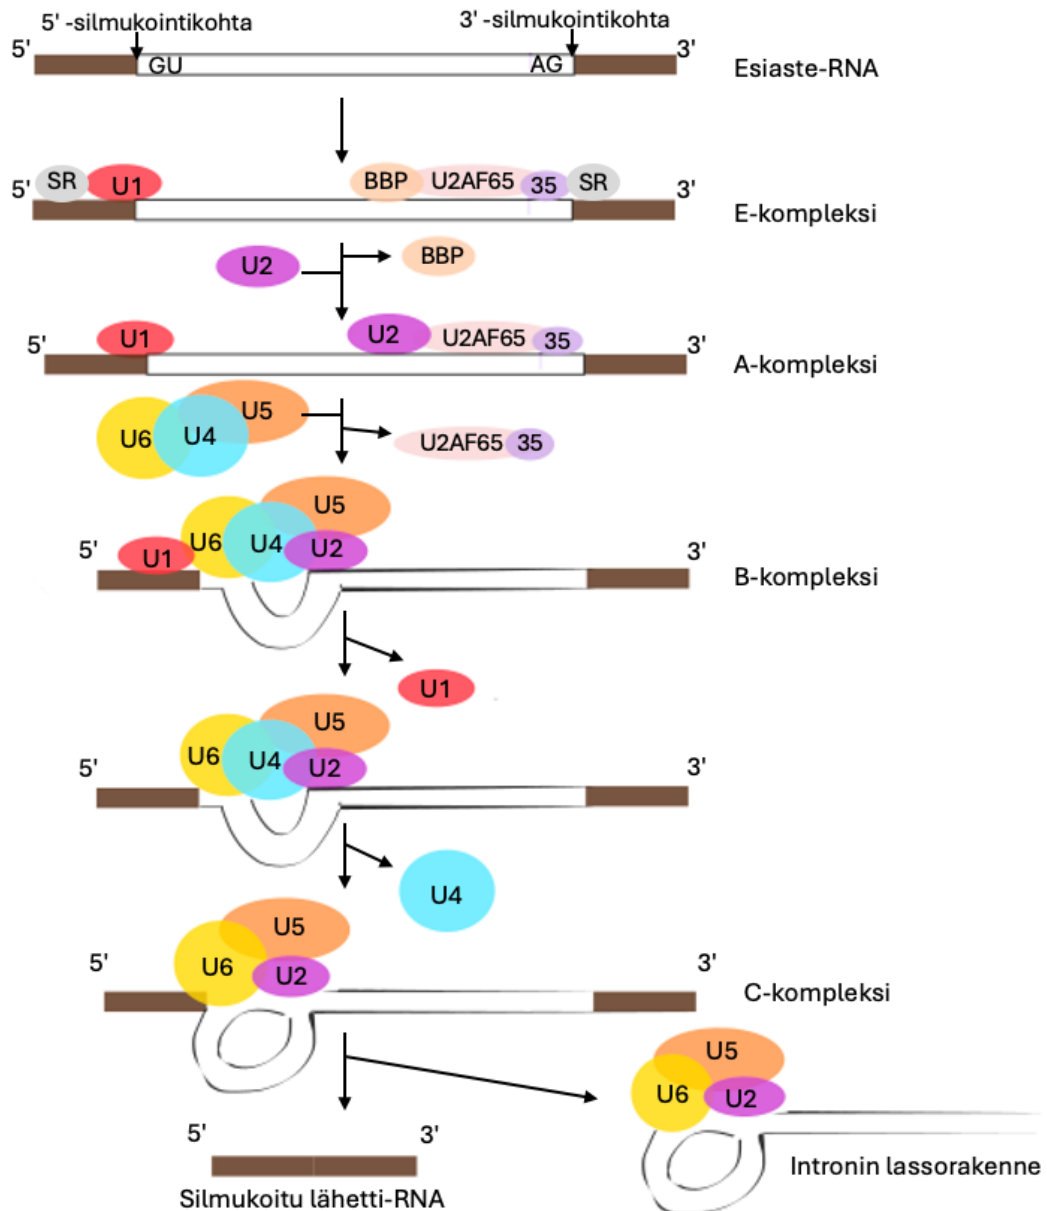 5' -silmukointikohta
3' -silmukointikohta
5'
3'
GU
AG
Esiaste-RNA
5'
SR
U1
BBP
U2AF65
35
SR
3'
E-kompleksi
U2
BBP
5'
U1
U2
U2AF65
35
3'
A-kompleksi
U6
U4
U5
U2AF65
35
5'
U1
U6
U4
U5
U2
3'
B-kompleksi
U1
5'
U6
U4
U5
U2
3'
U4
5'
U6
U5
U2
3'
C-kompleksi
U5
U6
U2
5'
3'
Intronin lassorakenne
Silmukoitu lähetti-RNA